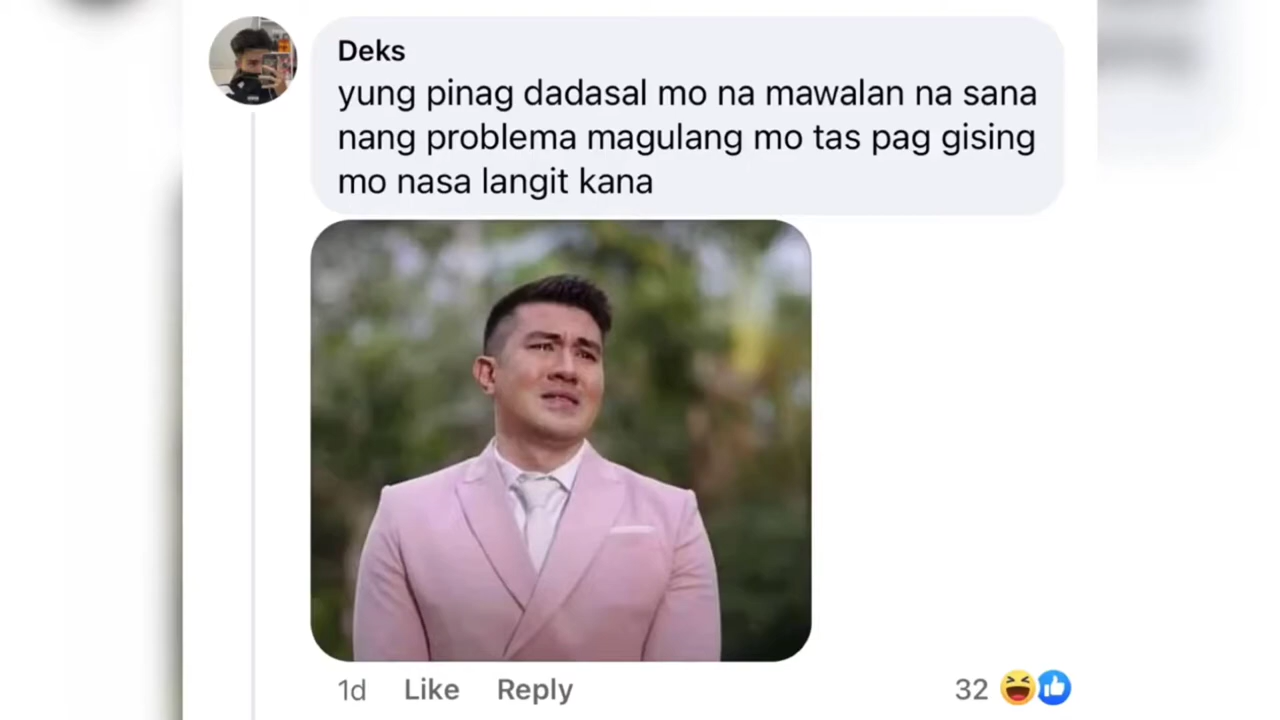 Deks
yung pinag dadasal mo na mawalan na sana
nang problema magulang mo tas pag gising
mo nasa langit kana
1d Like Reply 32